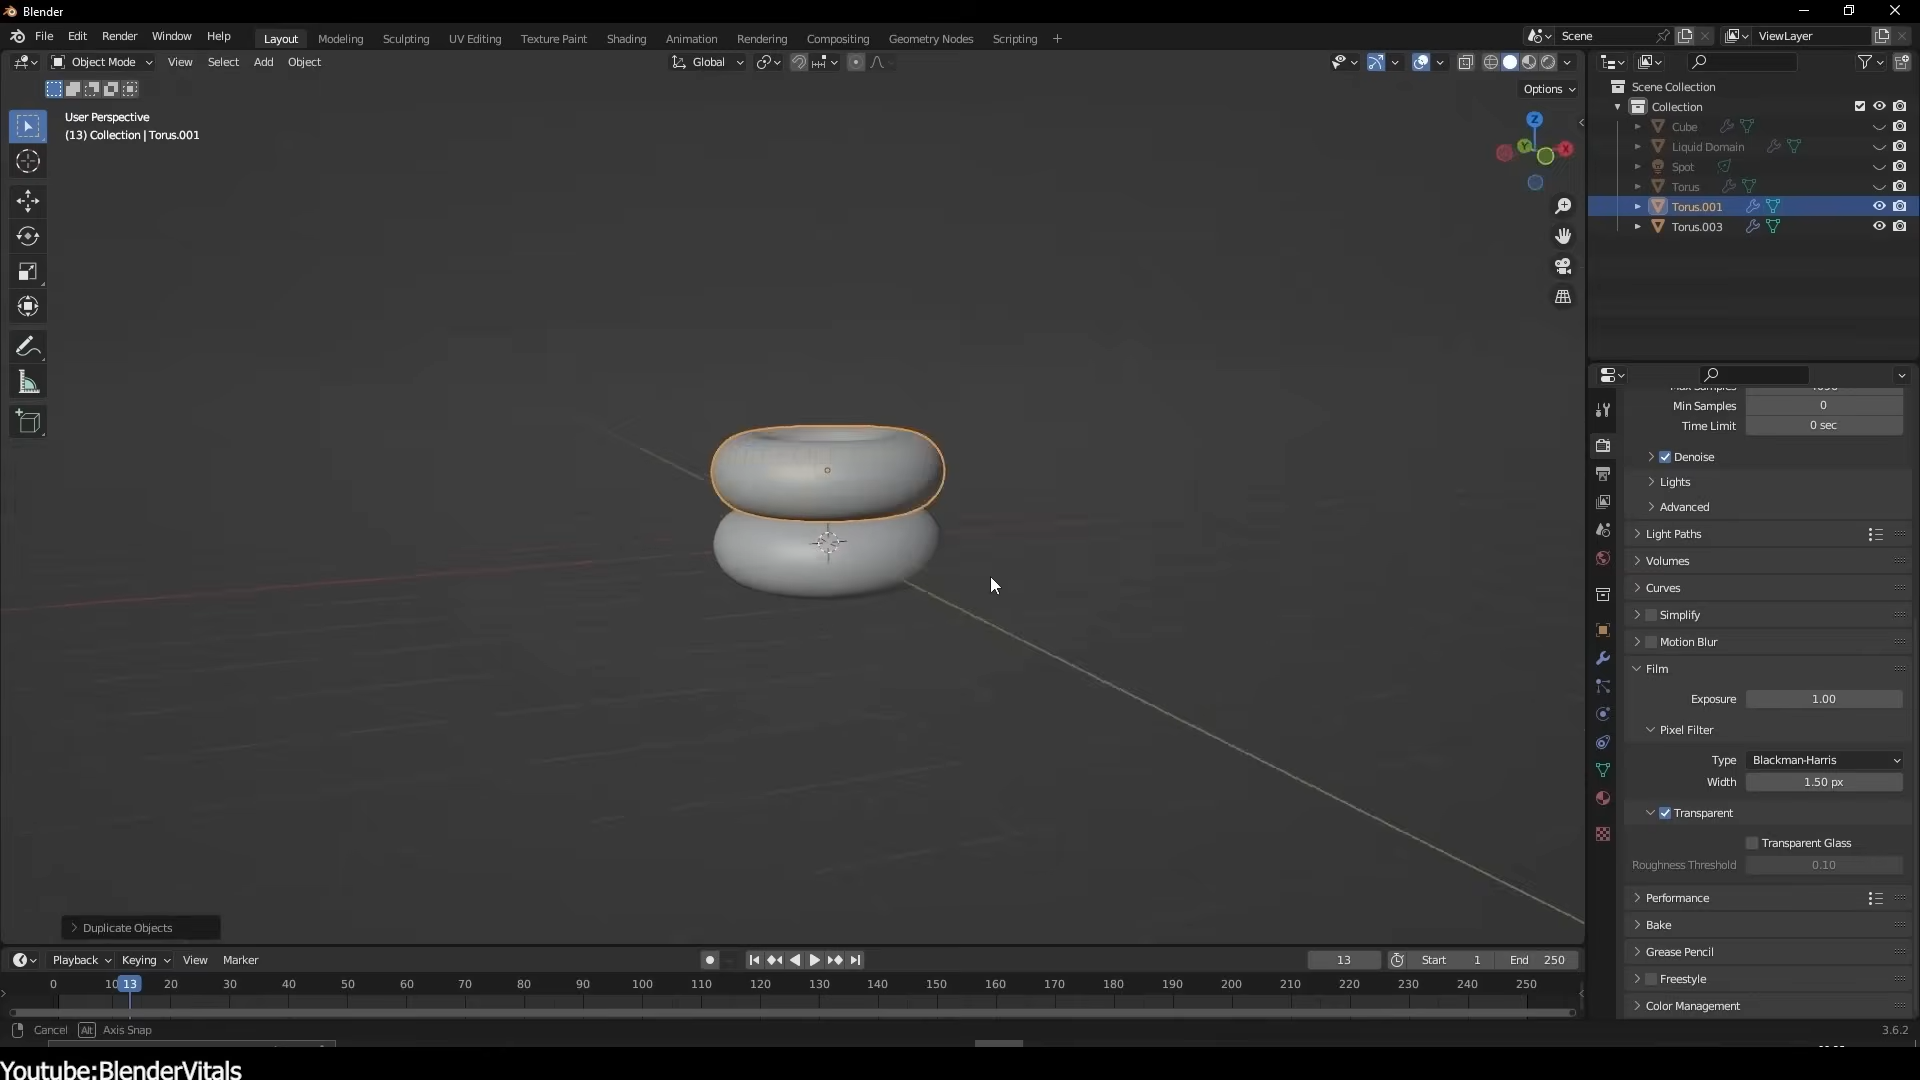 Blender
File Edit Render Window Help
Layout Modeling Sculpting UV Editing Texture Paint Shading Animation Rendering Compositing Geometry Nodes Scripting +
Scene
ViewLayer
Object Mode View Select Add Object
Global
Options
User Perspective
(13) Collection | Torus.001
Z
Y
X
Scene Collection
Collection
Cube
Liquid Domain
Spot
Torus
Torus.001
Torus.003
Max Samples 4096
Min Samples 0
Time Limit 0 sec
Denoise
Lights
Advanced
Light Paths
Volumes
Curves
Simplify
Motion Blur
Film
Exposure 1.00
Pixel Filter
Type Blackman-Harris
Width 1.50 px
Transparent
Transparent Glass
Roughness Threshold 0.10
Performance
Bake
Grease Pencil
Freestyle
Color Management
Duplicate Objects
Playback Keying View Marker
13 Start 1 End 250
0 10 13 20 30 40 50 60 70 80 90 100 110 120 130 140 150 160 170 180 190 200 210 220 230 240 250
Cancel Alt Axis Snap
3.6.2
Youtube:BlenderVitals